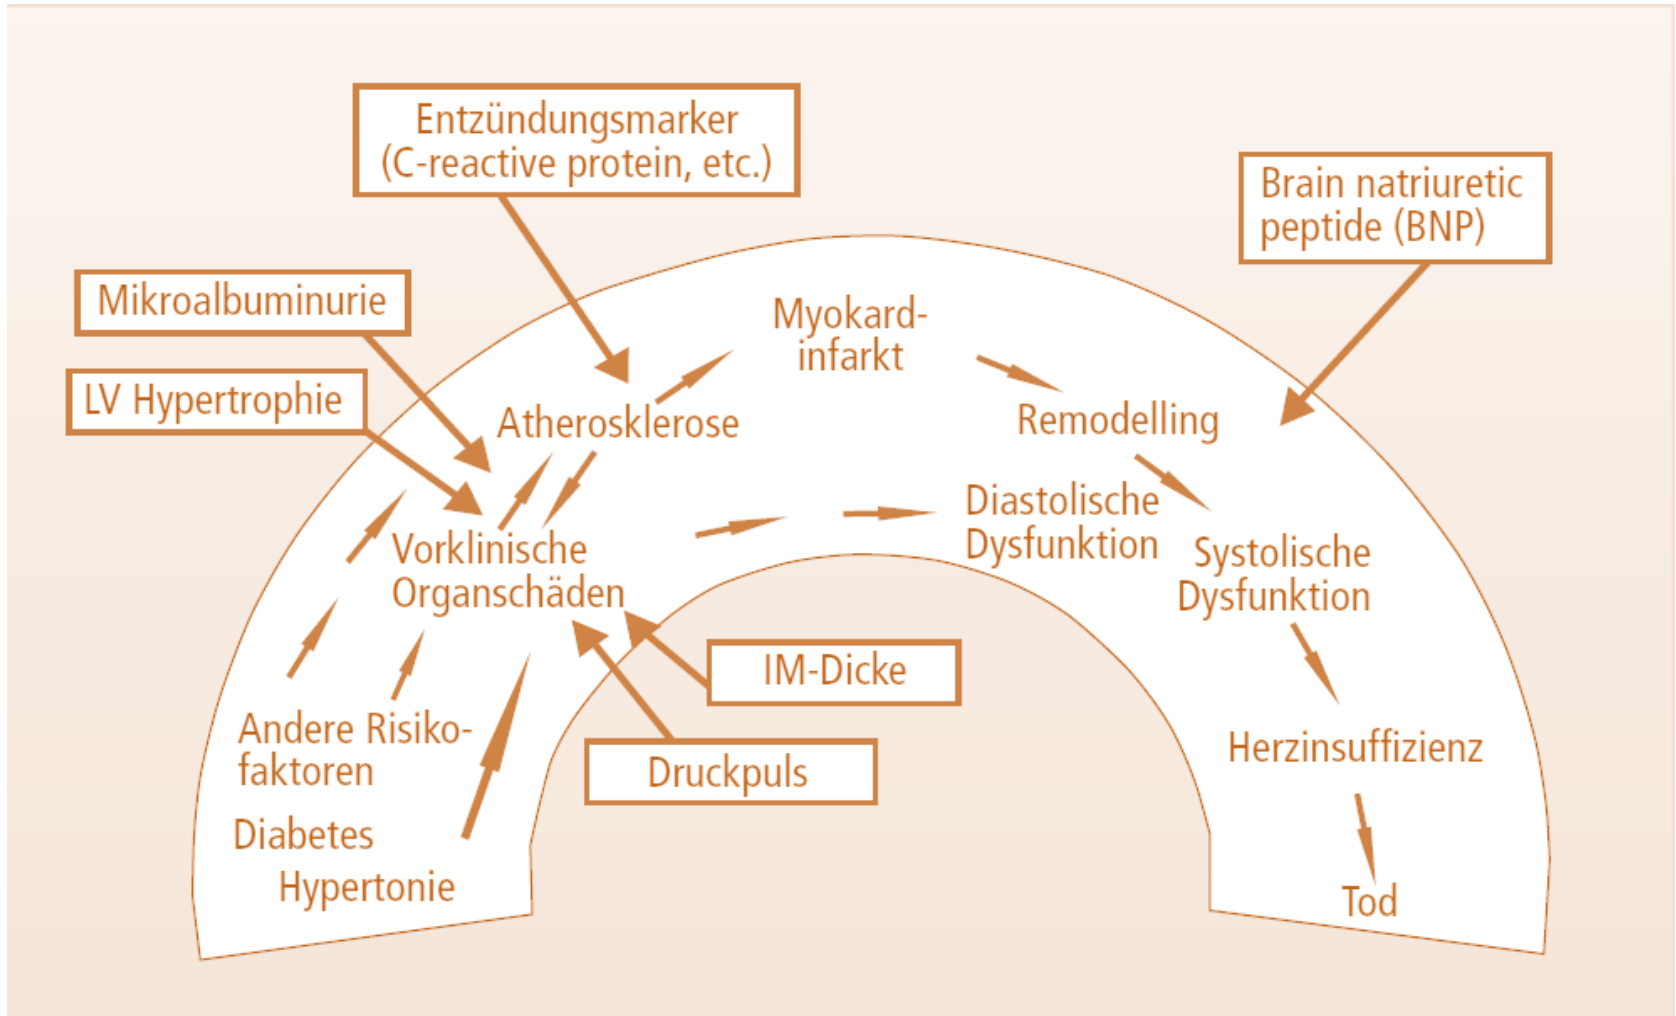 Entzündungsmarker
(C-reactive protein, etc.)
Brain natriuretic
peptide (BNP)
Mikroalbuminurie
LV Hypertrophie
Myokard-
infarkt
Atherosklerose
Remodelling
Diastolische
Dysfunktion
Vorklinische
Organschäden
Systolische
Dysfunktion
IM-Dicke
Druckpuls
Andere Risiko-
faktoren
Diabetes
Hypertonie
Herzinsuffizienz
Tod